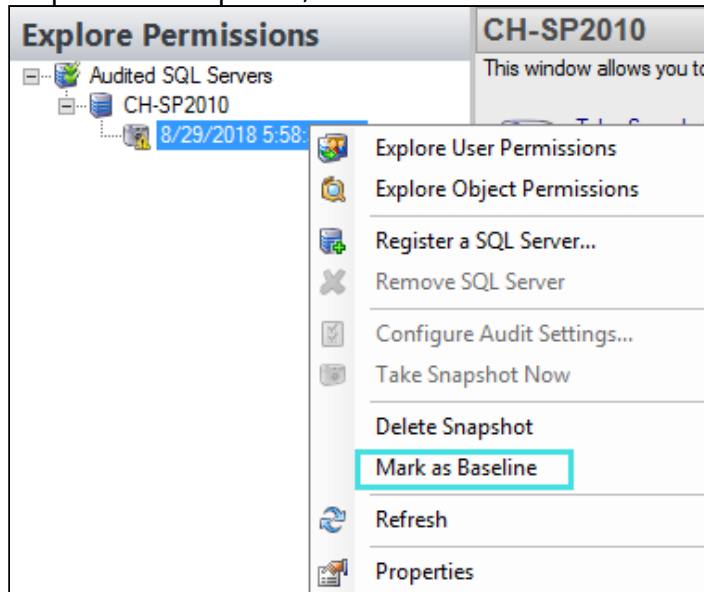 Explore Permissions
CH-SP2010
Audited SQL Servers
This window allows you to
CH-SP2010
8/29/2018 5:58:
Explore User Permissions
Explore Object Permissions
Register a SQL Server...
Remove SQL Server
Configure Audit Settings...
Take Snapshot Now
Delete Snapshot
Mark as Baseline
Refresh
Properties